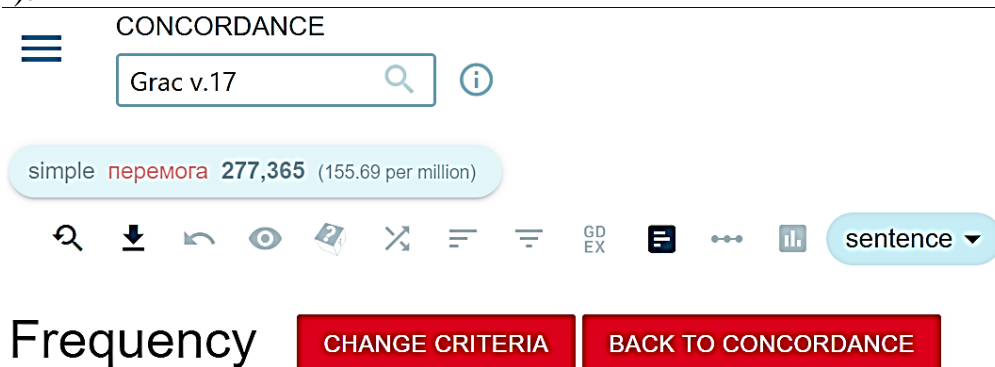 CONCORDANCE
Grac v.17
simple перемога 277,365 (155.69 per million)
GD
EX
sentence
Frequency CHANGE CRITERIA BACK TO CONCORDANCE